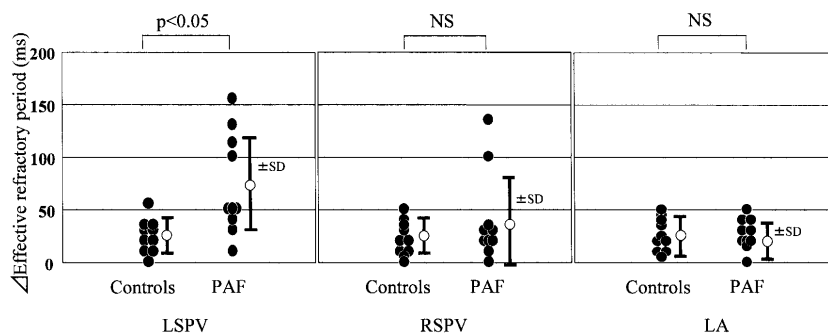 p<0.05 NS NS
⊿Effective refractory period (ms)
200
150
100
50
0
±SD
±SD
±SD
Controls PAF Controls PAF Controls PAF
LSPV RSPV LA